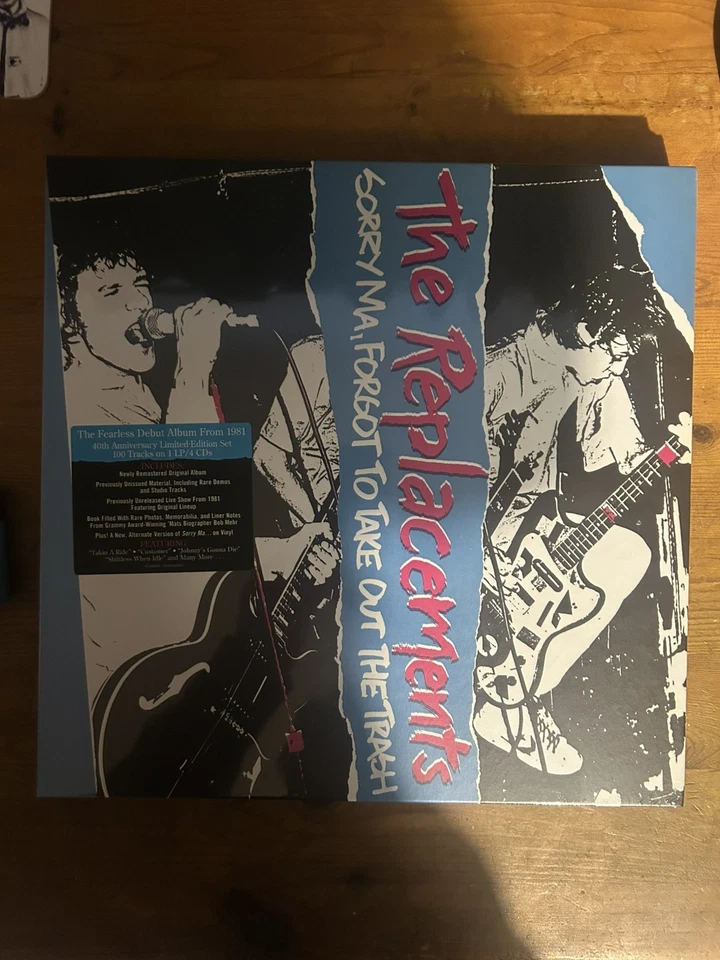 The Replacements
SORRY MA, FORGOT TO TAKE OUT THE TRASH
The Fearless Debut Album From 1981
40th Anniversary Limited-Edition Set
100 Tracks on 1 LP/4 CDs
INCLUDES:
Newly Remastered Original Album
Previously Unissued Material, Including Rare Demos
and Studio Tracks
Previously Unreleased Live Show From 1981
Featuring Original Lineup
Book Filled With Rare Photos, Memorabilia, and Liner Notes
From Grammy Award-Winning 'Mats Biographer Bob Mehr
Plus! A New, Alternate Version of Sorry Ma... on Vinyl
FEATURING:
"Takin A Ride" • "Customer" • "Johnny's Gonna Die"
"Shiftless When Idle" and Many More . . .